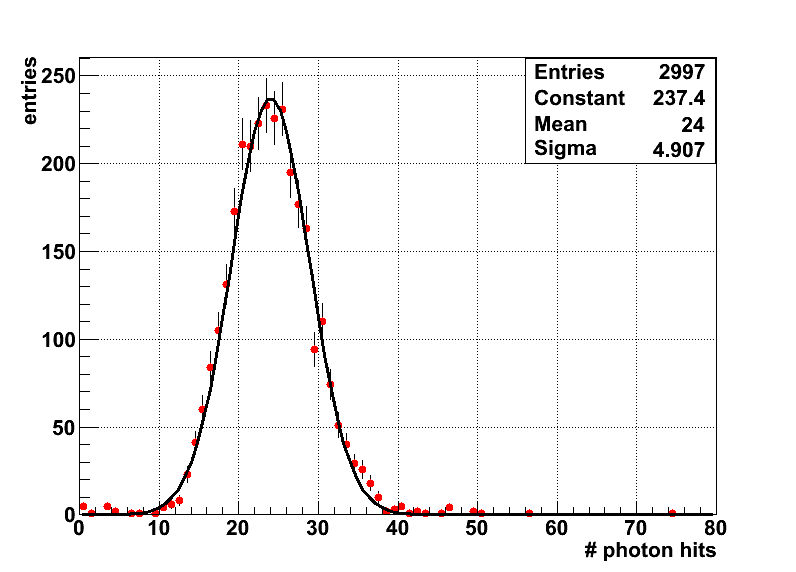 entries
250
200
150
100
50
0
Entries 2997
Constant 237.4
Mean 24
Sigma 4.907
0 10 20 30 40 50 60 70 80
# photon hits